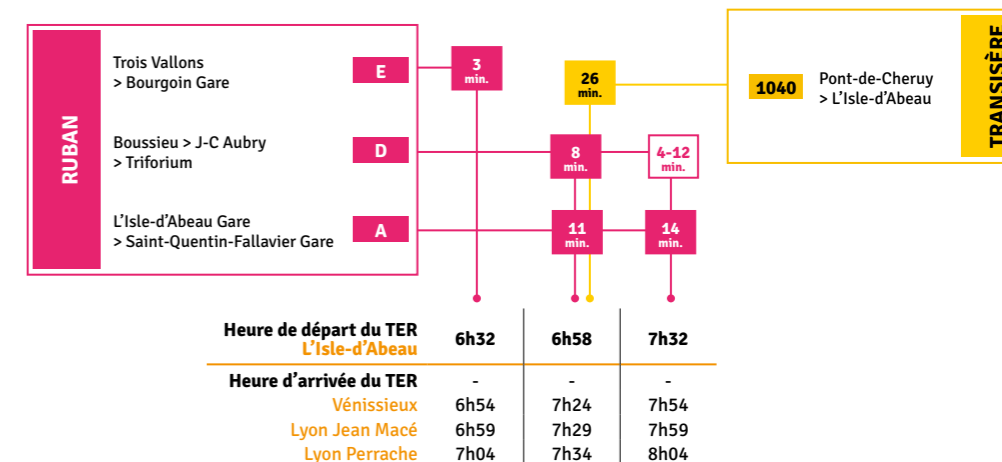 RUBAN
Trois Vallons
> Bourgoin Gare
E
3
min.
Boussieu > J-C Aubry
> Triforium
D
8
min.
4-12
min.
L'Isle-d'Abeau Gare
> Saint-Quentin-Fallavier Gare
A
11
min.
14
min.
26
min.
1040
Pont-de-Cheruy
> L'Isle-d'Abeau
TRANSISÈRE
Heure de départ du TER
L'Isle-d'Abeau
6h32 6h58 7h32
Heure d'arrivée du TER - - -
Vénissieux 6h54 7h24 7h54
Lyon Jean Macé 6h59 7h29 7h59
Lyon Perrache 7h04 7h34 8h04